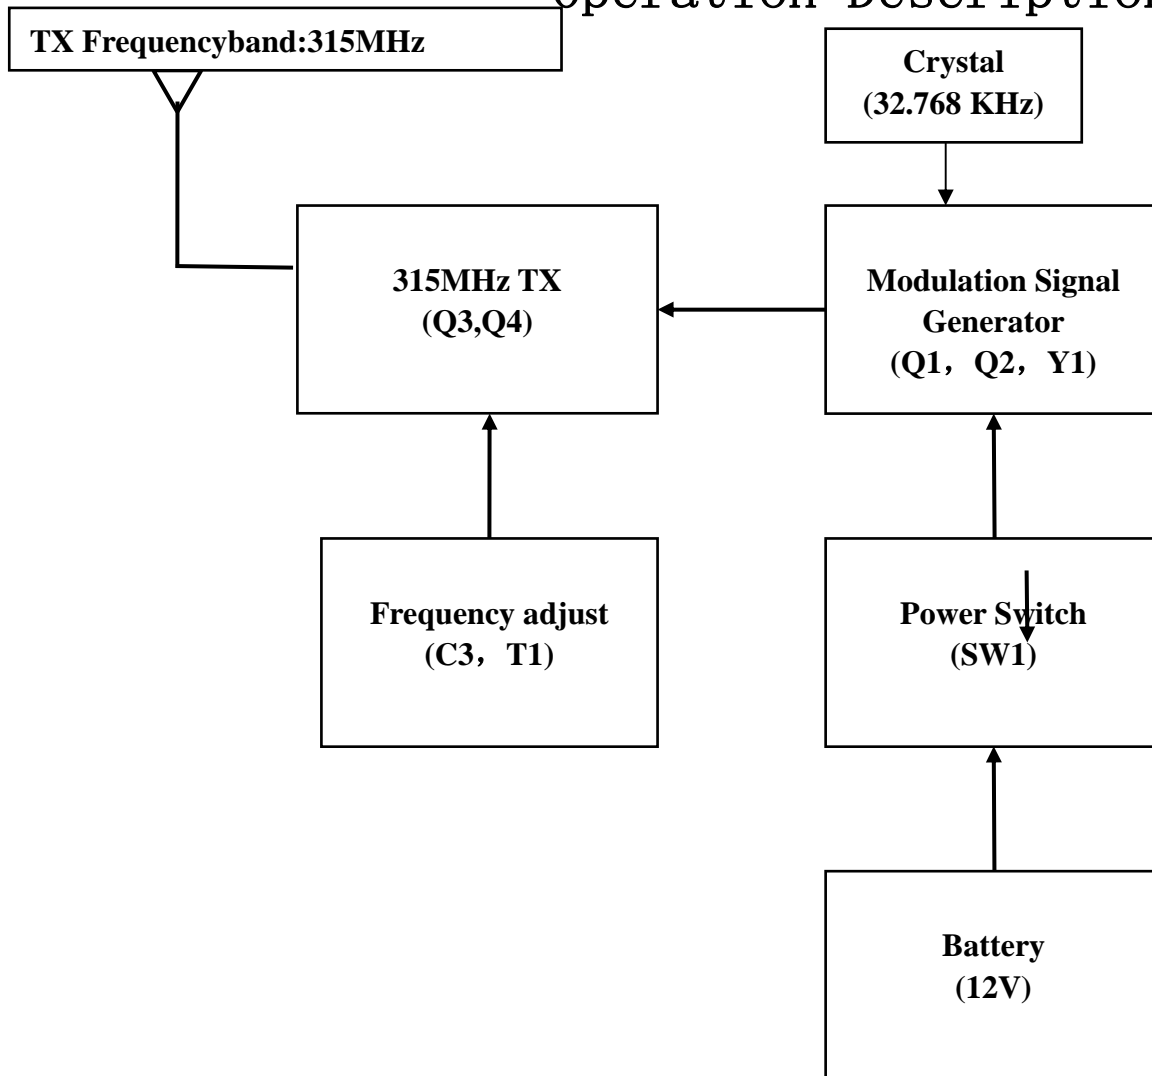 Operation Description
TX Frequencyband:315MHz
Crystal
(32.768 KHz)
315MHz TX
(Q3,Q4)
Modulation Signal
Generator
(Q1，Q2，Y1)
Frequency adjust
(C3，T1)
Power Switch
(SW1)
Battery
(12V)